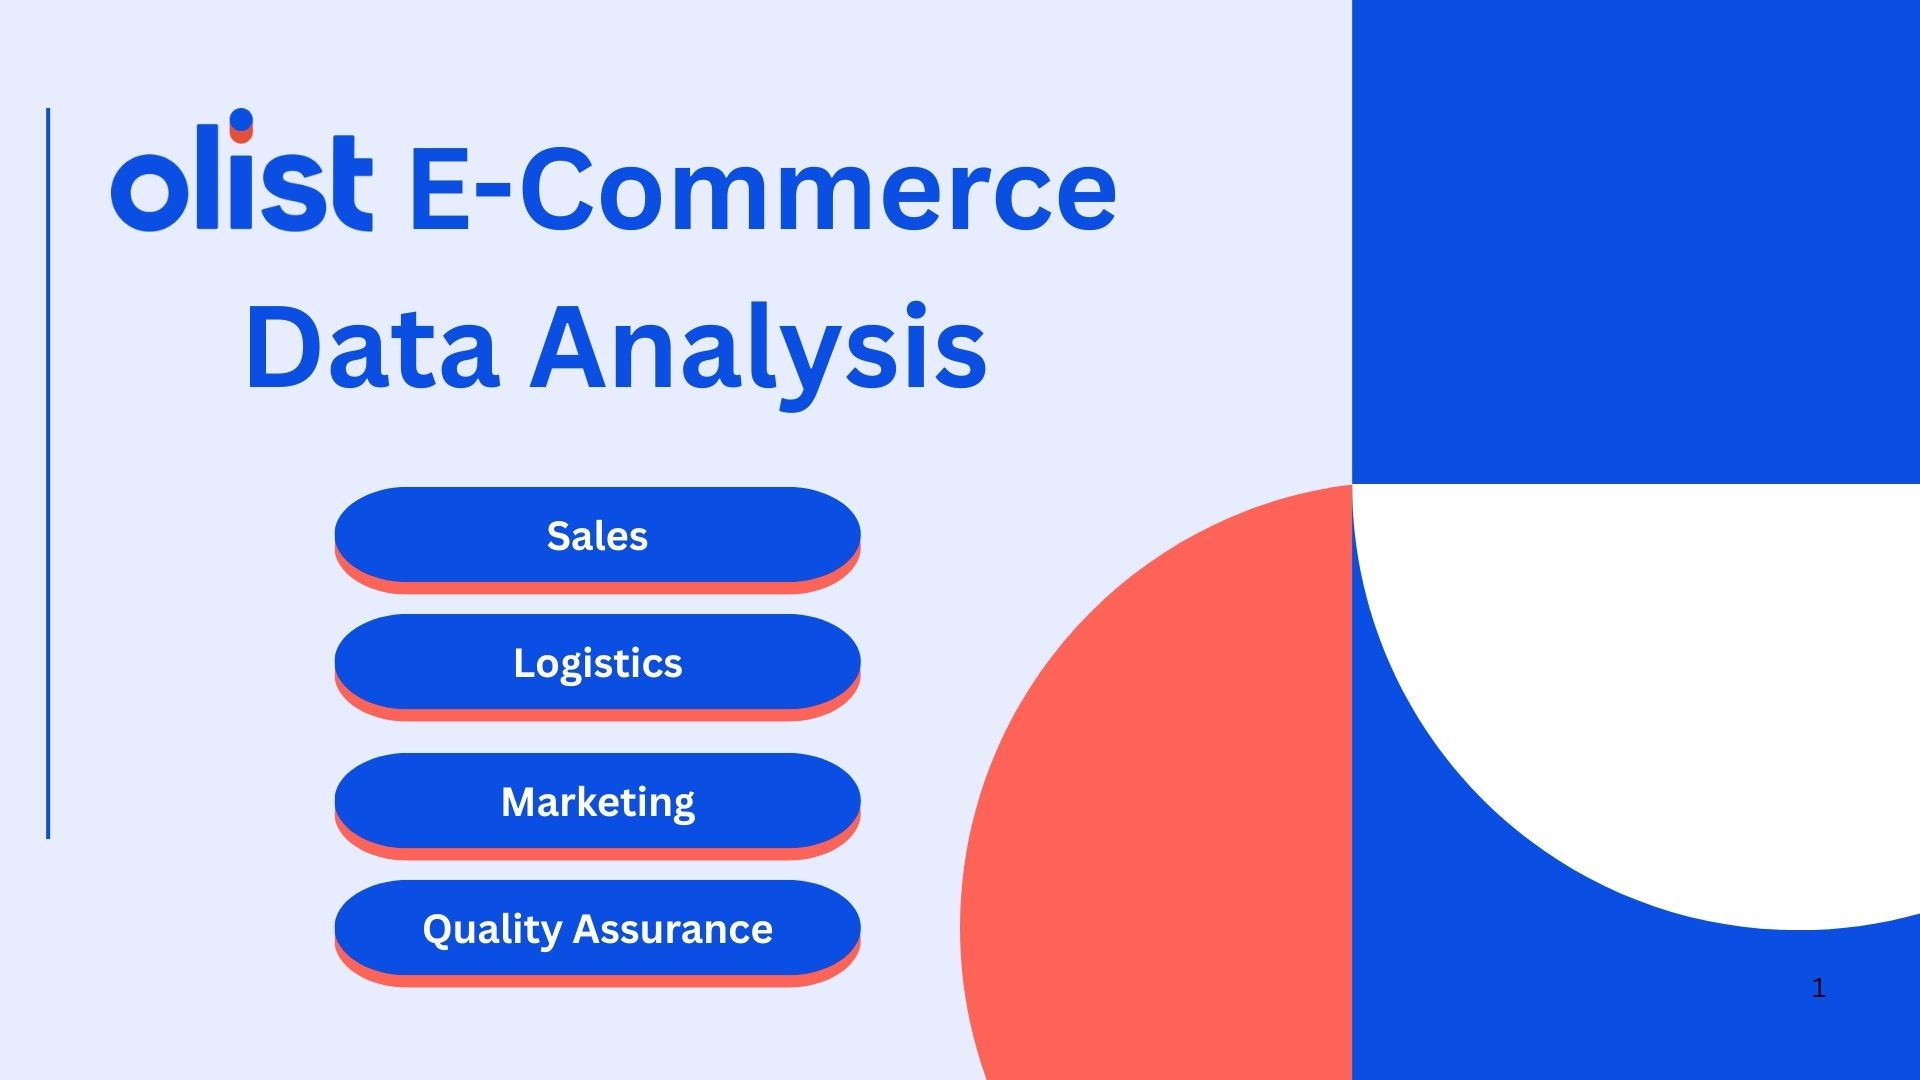 olist E-Commerce
Data Analysis
Sales
Logistics
Marketing
Quality Assurance
1